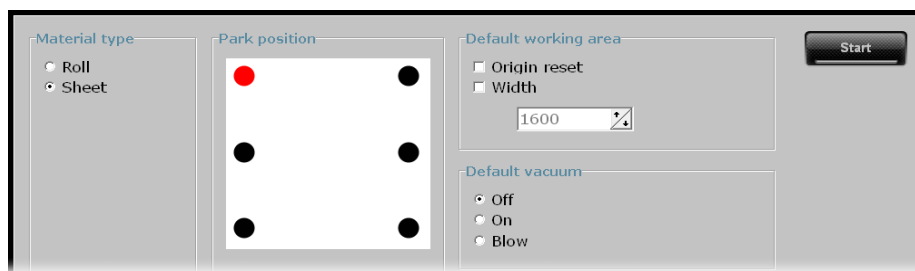 Material type
Roll
Sheet
Park position
Default working area
Origin reset
Width
1600
Default vacuum
Off
On
Blow
Start